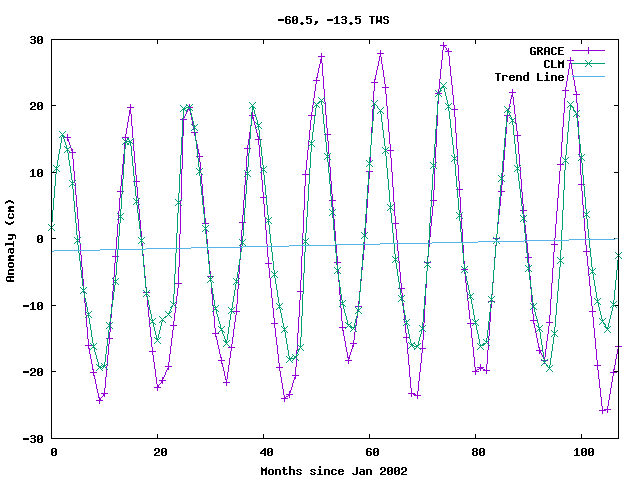 -60.5, -13.5 TWS
GRACE
CLM
Trend Line
30
20
10
0
-10
-20
-30
Anomaly (cm)
0 20 40 60 80 100
Months since Jan 2002